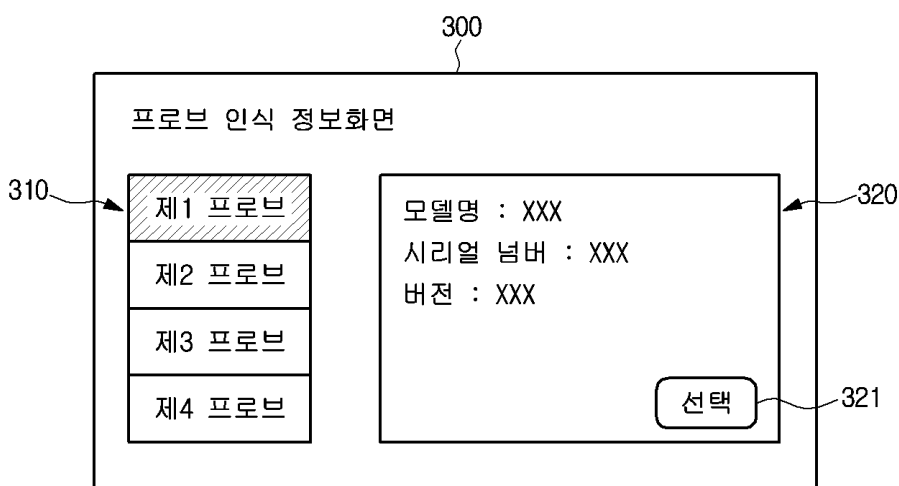 300
프로브 인식 정보화면
310
제1 프로브
제2 프로브
제3 프로브
제4 프로브
모델명 : XXX
시리얼 넘버 : XXX
버전 : XXX
선택
320
321